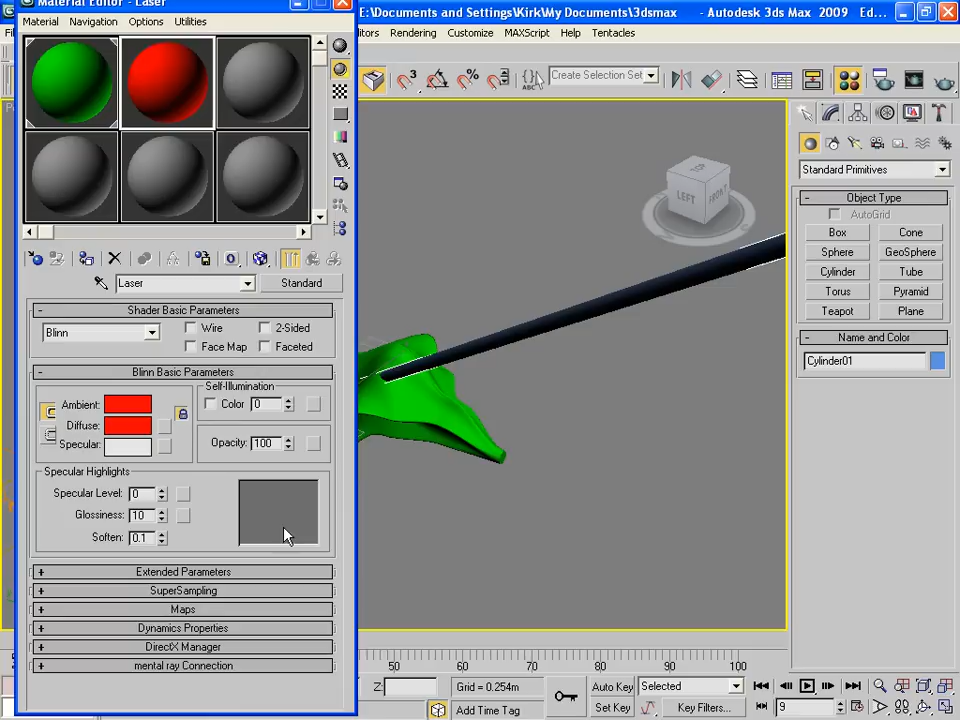 Material Editor - Laser
E:\Documents and Settings\Kirk\My Documents\3dsmax - Autodesk 3ds Max 2009 Ed...
Material Navigation Options Utilities
Rendering Customize MAXScript Help Tentacles
Create Selection Set
Laser
Standard
Shader Basic Parameters
Blinn
Wire
2-Sided
Face Map
Faceted
Blinn Basic Parameters
Self-Illumination
Ambient:
Color 0
Diffuse:
Specular:
Opacity: 100
Specular Highlights
Specular Level: 0
Glossiness: 10
Soften: 0.1
Extended Parameters
SuperSampling
Maps
Dynamics Properties
DirectX Manager
mental ray Connection
TOP
LEFT
FRONT
Standard Primitives
Object Type
AutoGrid
Box
Cone
Sphere
GeoSphere
Cylinder
Tube
Torus
Pyramid
Teapot
Plane
Name and Color
Cylinder01
50 60 70 80 90 100
Z:
Grid = 0.254m
Add Time Tag
Auto Key
Selected
Set Key
Key Filters...
9